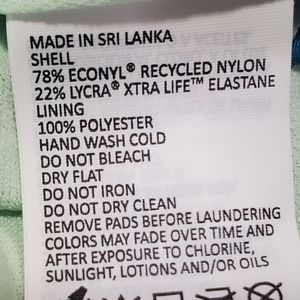 MADE IN SRI LANKA
SHELL
78% ECONYL® RECYCLED NYLON
22% LYCRA® XTRA LIFE™ ELASTANE
LINING
100% POLYESTER
HAND WASH COLD
DO NOT BLEACH
DRY FLAT
DO NOT IRON
DO NOT DRY CLEAN
REMOVE PADS BEFORE LAUNDERING
COLORS MAY FADE OVER TIME AND
AFTER EXPOSURE TO CHLORINE,
SUNLIGHT, LOTIONS AND/OR OILS